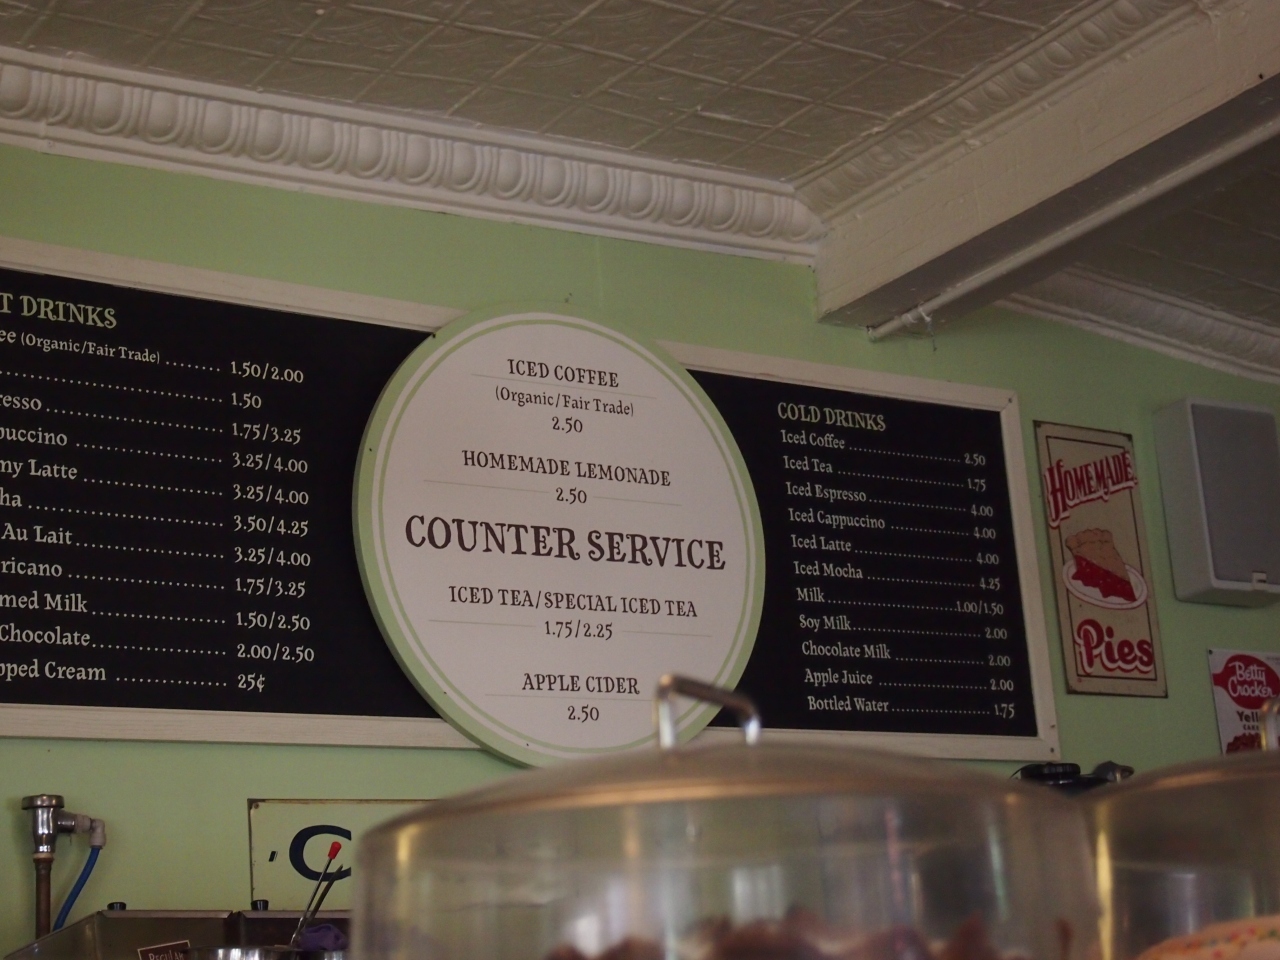 T DRINKS
ee (Organic/Fair Trade) ....... 1.50/2.00
1.50
resso 1.75/3.25
puccino 3.25/4.00
my Latte 3.25/4.00
ha 3.50/4.25
Au Lait 3.25/4.00
ricano 1.75/3.25
med Milk 1.50/2.50
Chocolate 2.00/2.50
pped Cream 25¢
ICED COFFEE
(Organic/Fair Trade)
2.50
HOMEMADE LEMONADE
2.50
COUNTER SERVICE
ICED TEA/SPECIAL ICED TEA
1.75/2.25
APPLE CIDER
2.50
COLD DRINKS
Iced Coffee 2.50
Iced Tea 1.75
Iced Espresso 4.00
Iced Cappuccino 4.00
Iced Latte 4.00
Iced Mocha 4.25
Milk 1.00/1.50
Soy Milk 2.00
Chocolate Milk 2.00
Apple Juice 2.00
Bottled Water 1.75
HOMEMADE
Pies
Betty
Crocker
Yell
C
REGULAR